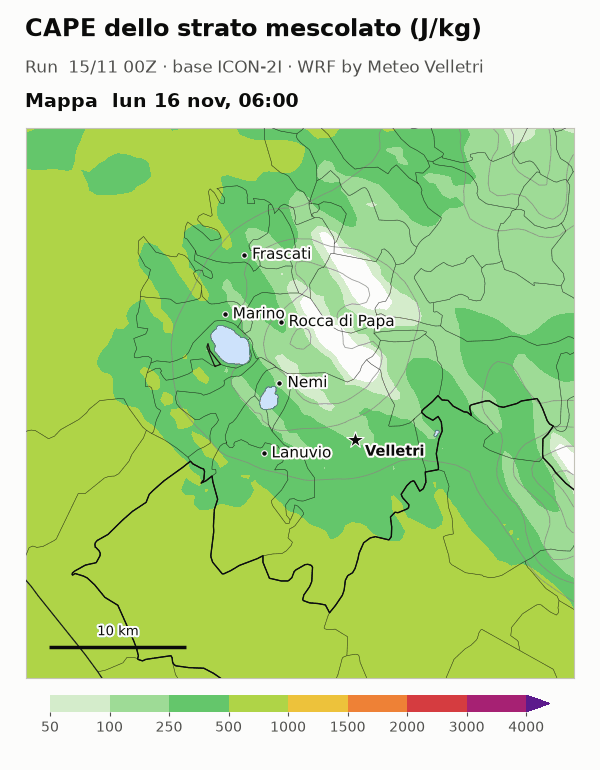 CAPE dello strato mescolato (J/kg)
Run  15/11 00Z · base ICON-2I · WRF by Meteo Velletri
Mappa  lun 16 nov, 06:00
Frascati
Marino
Rocca di Papa
Nemi
Velletri
Lanuvio
10 km
50 100 250 500 1000 1500 2000 3000 4000